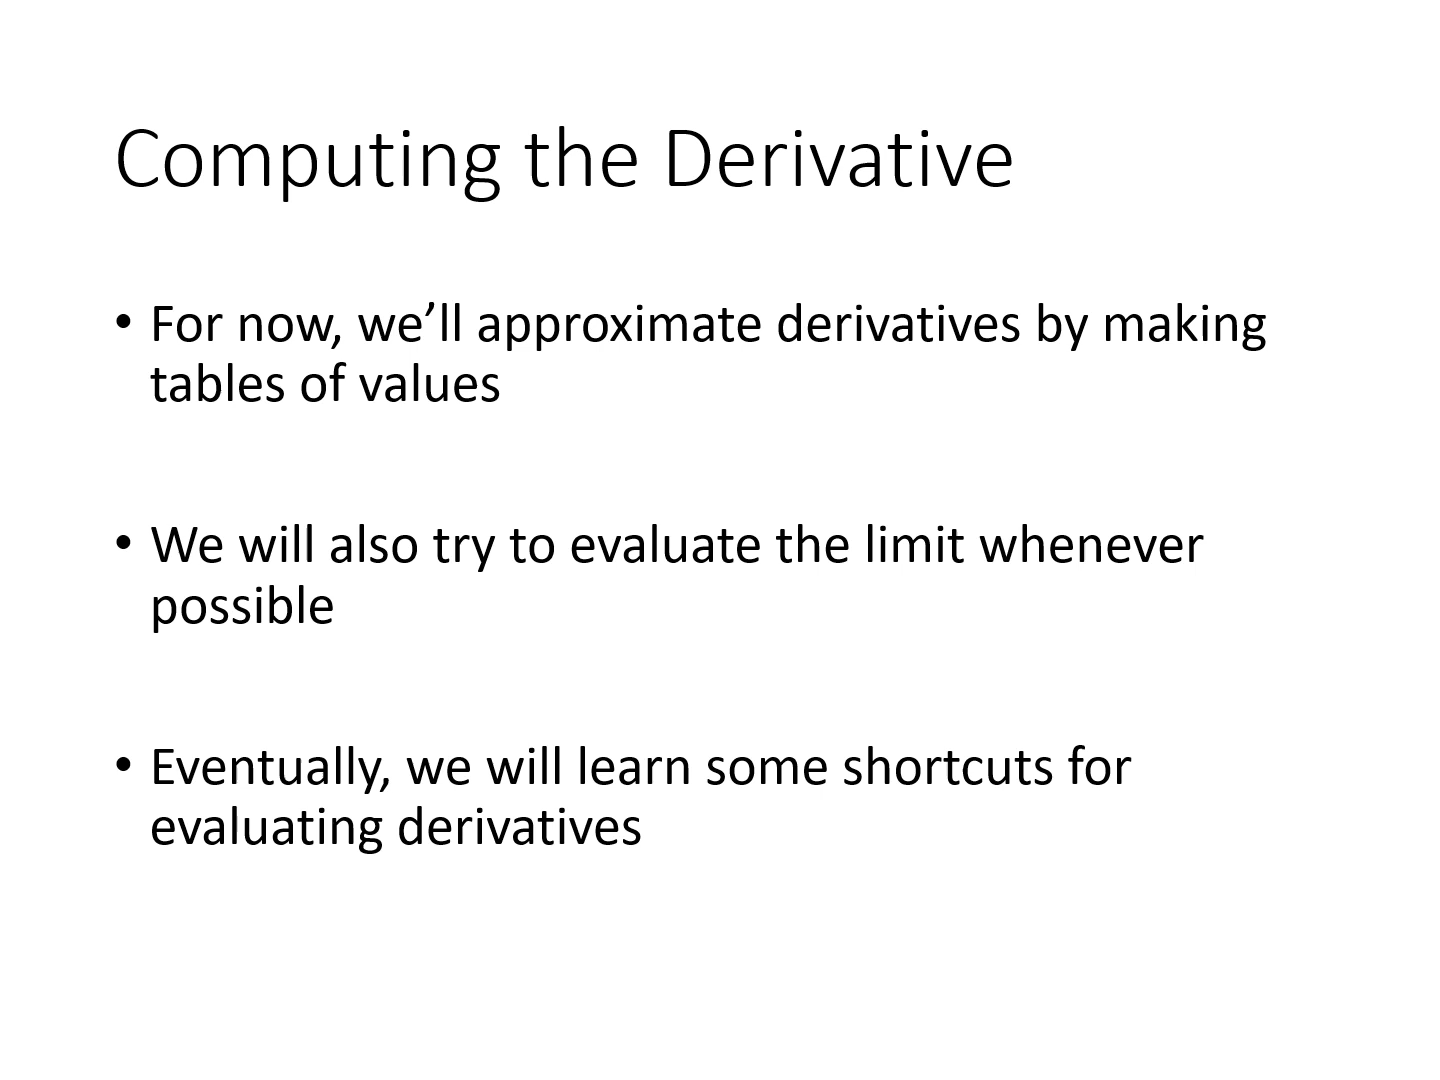 Computing the Derivative
• For now, we’ll approximate derivatives by making
tables of values
• We will also try to evaluate the limit whenever
possible
• Eventually, we will learn some shortcuts for
evaluating derivatives